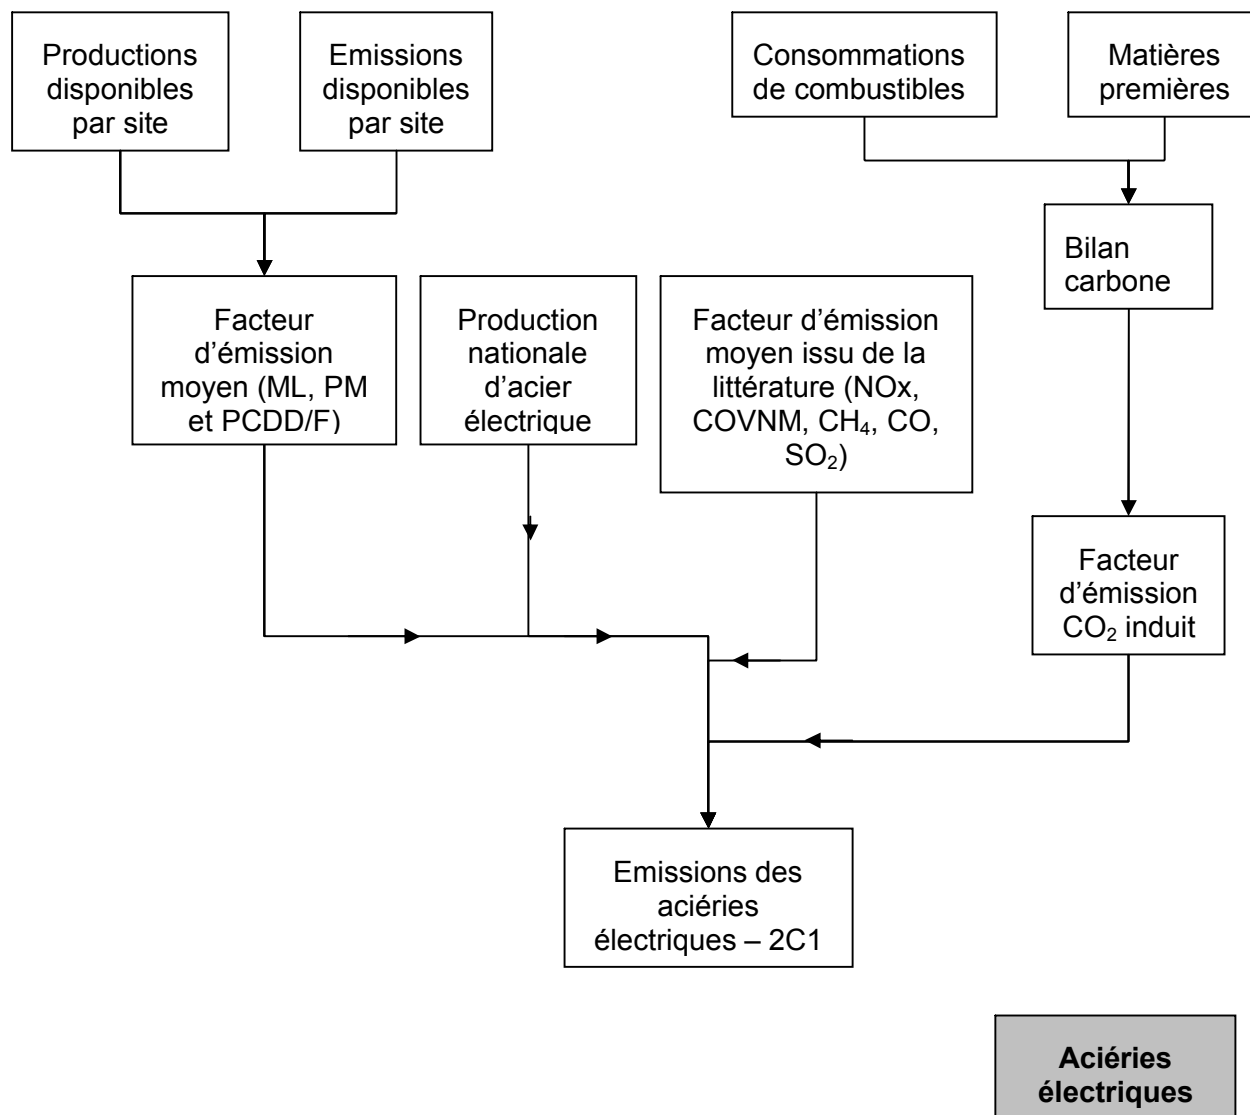 Productions
disponibles
par site
Emissions
disponibles
par site
Consommations
de combustibles
Matières
premières
Bilan
carbone
Facteur
d’émission
moyen (ML, PM
et PCDD/F)
Production
nationale
d’acier
électrique
Facteur d’émission
moyen issu de la
littérature (NOx,
COVNM, CH₄, CO,
SO₂)
Facteur
d’émission
CO₂ induit
Emissions des
aciéries
électriques – 2C1
Aciéries
électriques